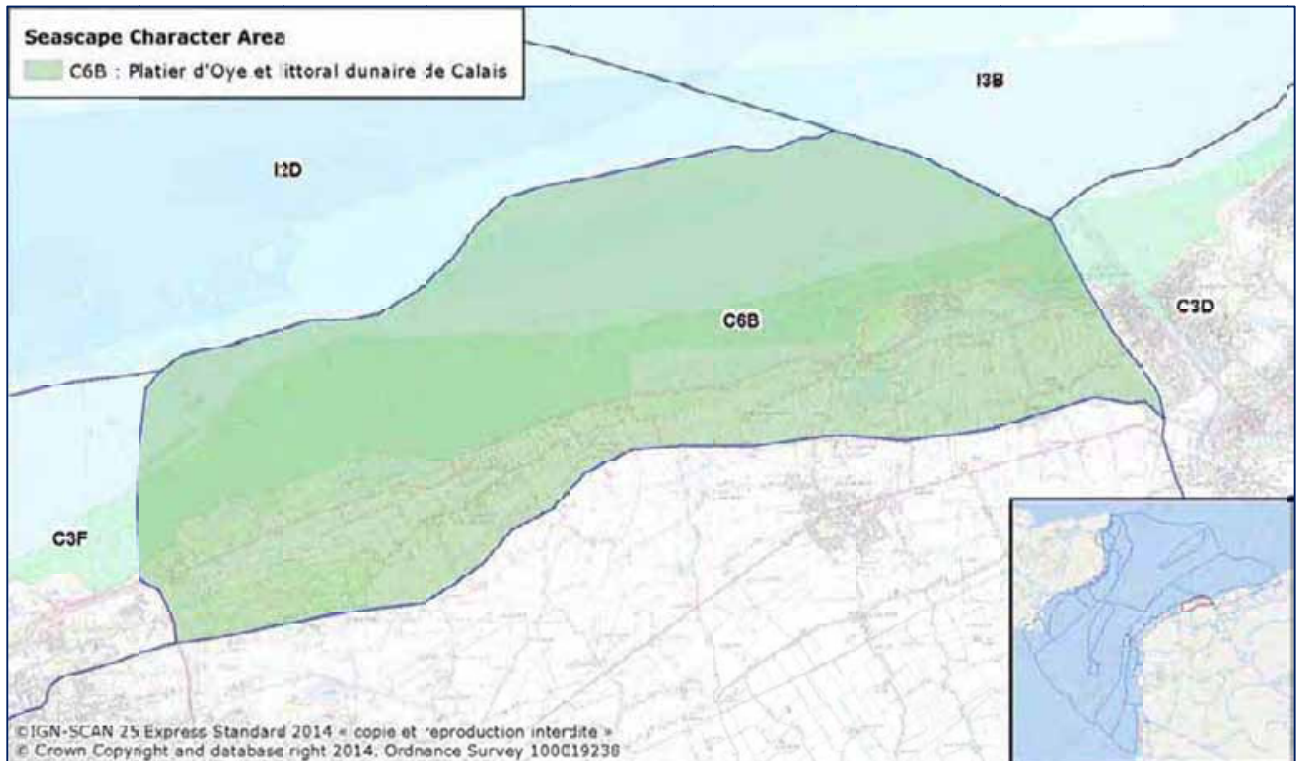 Seascape Character Area
C6B : Platier d'Oye et littoral dunaire de Calais
I3B
I2D
C6B
C3D
C3F
©IGN-SCAN 25 Express Standard 2014 « copie et reproduction interdite »
© Crown Copyright and database right 2014. Ordnance Survey 100019238